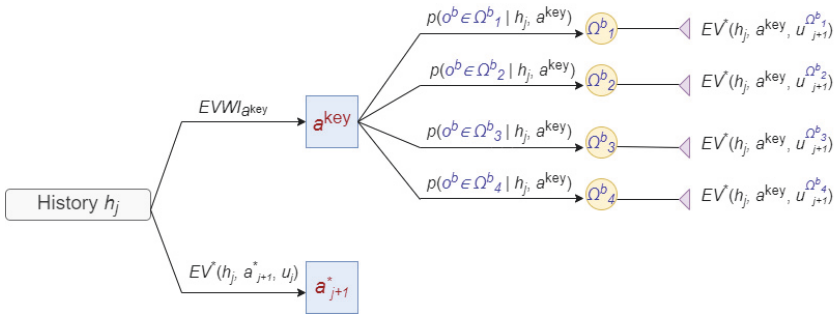 p(o^b ∈ Ω^b_1 | h_j, a^key)
Ω^b_1
EV*(h_j, a^key, u^{Ω^b_1}_{j+1})
p(o^b ∈ Ω^b_2 | h_j, a^key)
Ω^b_2
EV*(h_j, a^key, u^{Ω^b_2}_{j+1})
EVWI_{a^key}
a^key
p(o^b ∈ Ω^b_3 | h_j, a^key)
Ω^b_3
EV*(h_j, a^key, u^{Ω^b_3}_{j+1})
p(o^b ∈ Ω^b_4 | h_j, a^key)
Ω^b_4
EV*(h_j, a^key, u^{Ω^b_4}_{j+1})
History h_j
EV*(h_j, a*_{j+1}, u_j)
a*_{j+1}